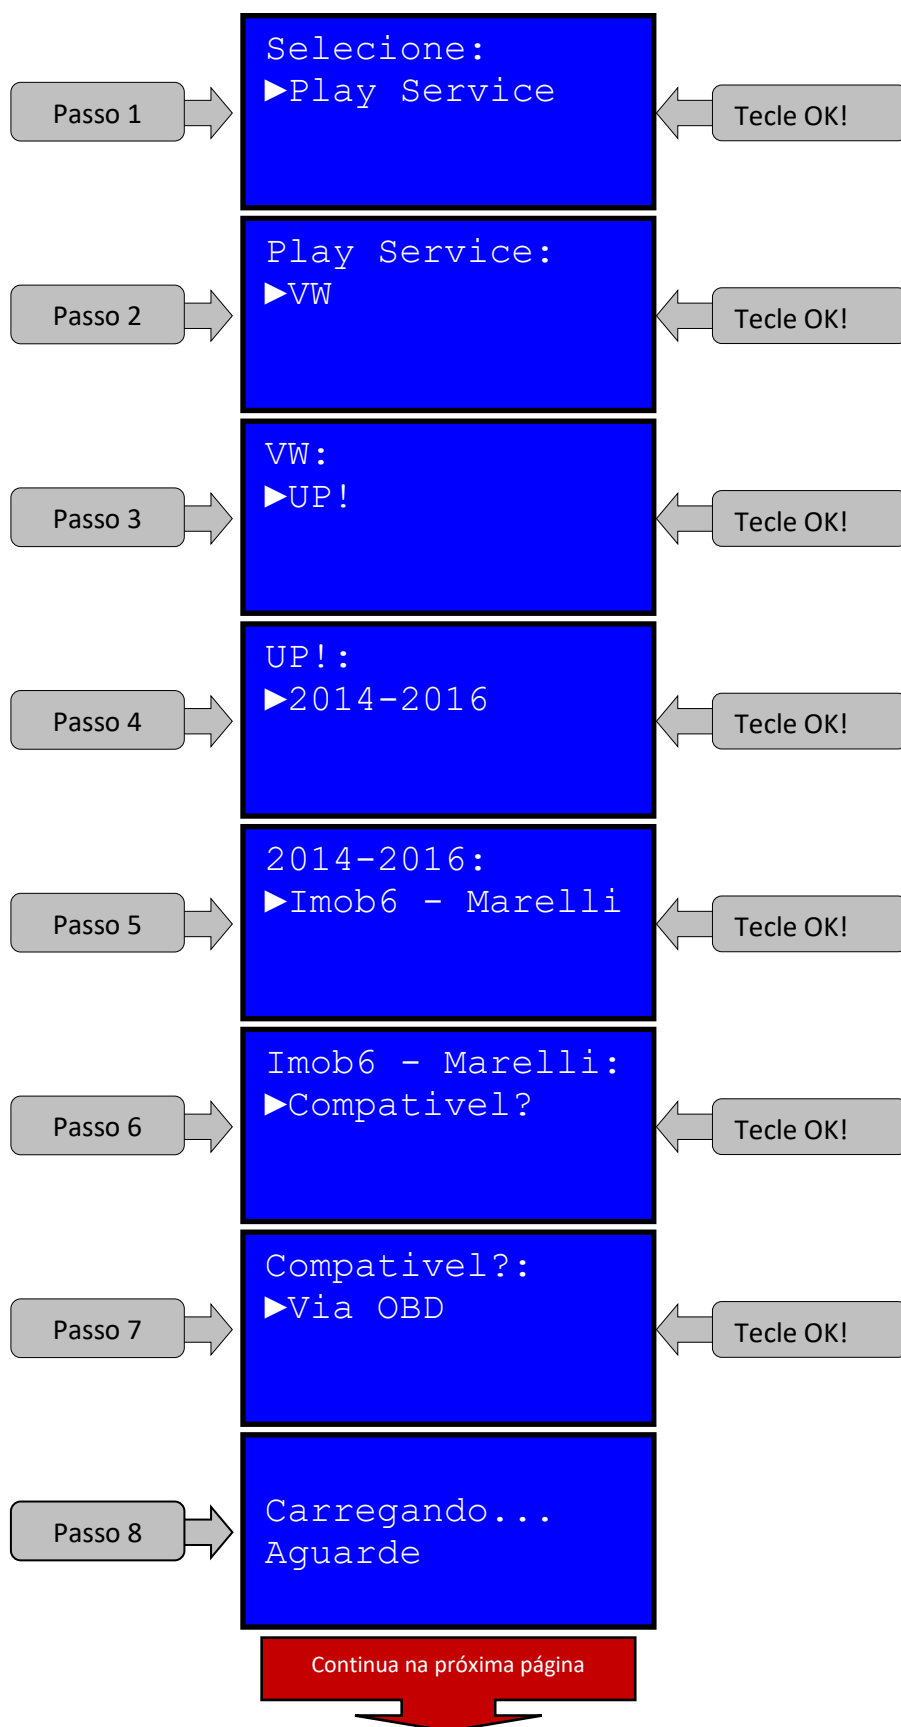 Selecione:
►Play Service
Passo 1
Tecle OK!
Play Service:
►VW
Passo 2
Tecle OK!
VW:
►UP!
Passo 3
Tecle OK!
UP!:
►2014-2016
Passo 4
Tecle OK!
2014-2016:
►Imob6 - Marelli
Passo 5
Tecle OK!
Imob6 - Marelli:
►Compativel?
Passo 6
Tecle OK!
Compativel?:
►Via OBD
Passo 7
Tecle OK!
Carregando...
Aguarde
Passo 8
Continua na próxima página